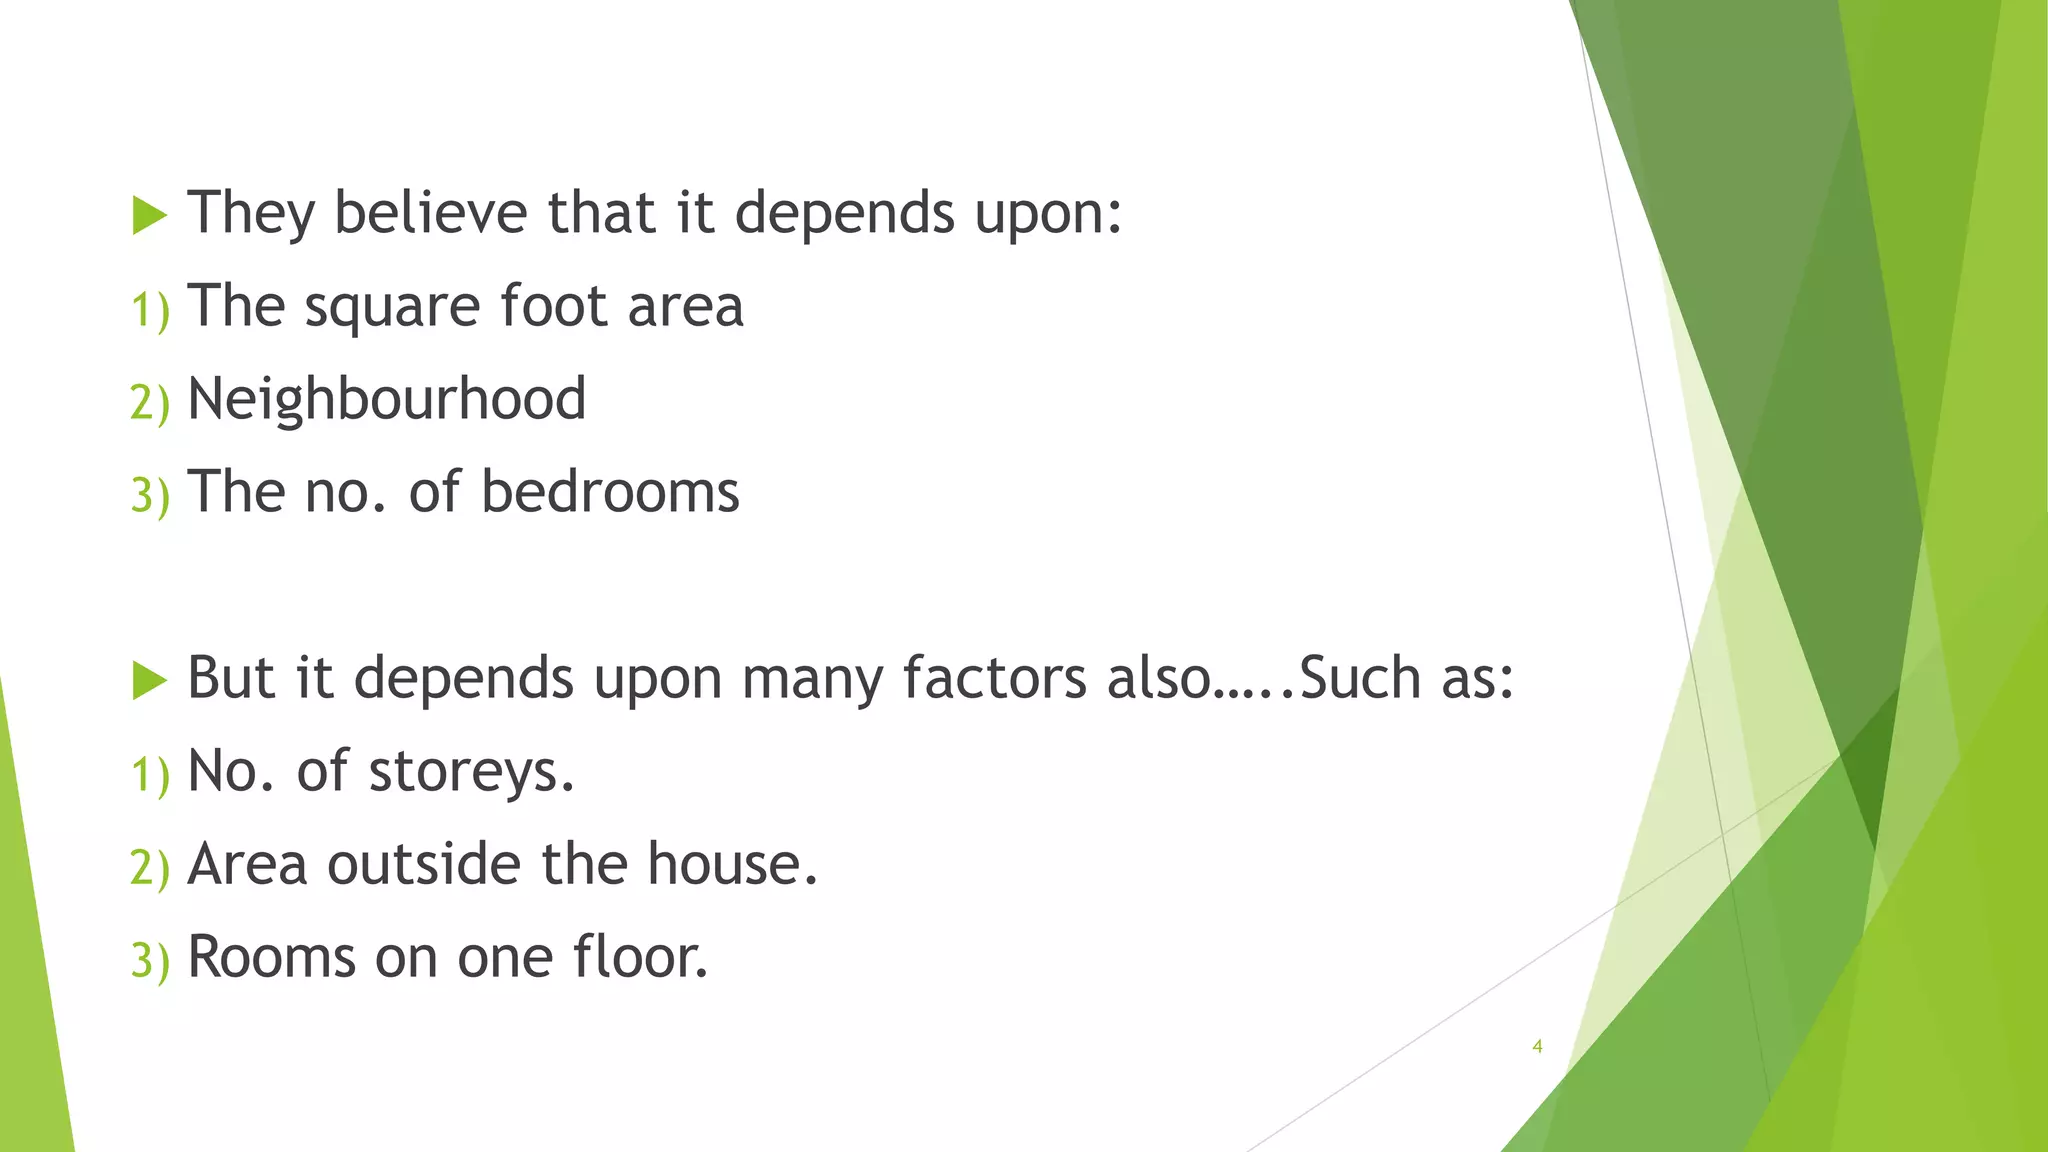 They believe that it depends upon:
1) The square foot area
2) Neighbourhood
3) The no. of bedrooms
But it depends upon many factors also…..Such as:
1) No. of storeys.
2) Area outside the house.
3) Rooms on one floor.
4